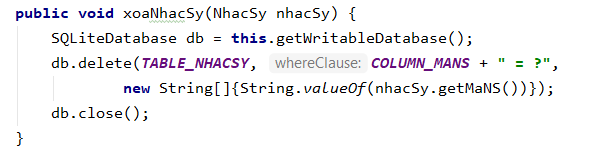 public void xoaNhacSy(NhacSy nhacSy) {
SQLiteDatabase db = this.getWritableDatabase();
db.delete(TABLE_NHACSY, whereClause: COLUMN_MANS + " = ?",
new String[]{String.valueOf(nhacSy.getMaNS())});
db.close();
}